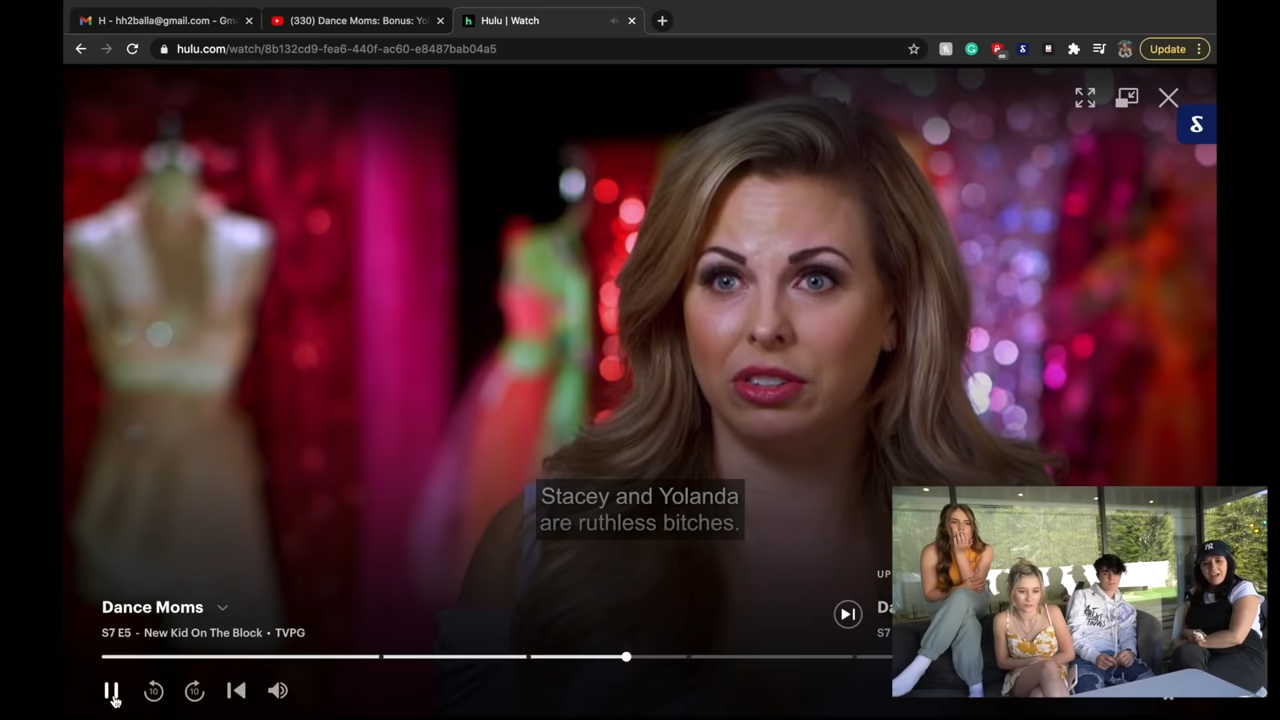 H - hh2balla@gmail.com - Gm
(330) Dance Moms: Bonus: Yo
Hulu | Watch
hulu.com/watch/8b132cd9-fea6-440f-ac60-e8487bab04a5
Update
Stacey and Yolanda
are ruthless bitches.
UP
Dance Moms
Da
S7 E5 - New Kid On The Block • TVPG
S7
10
10